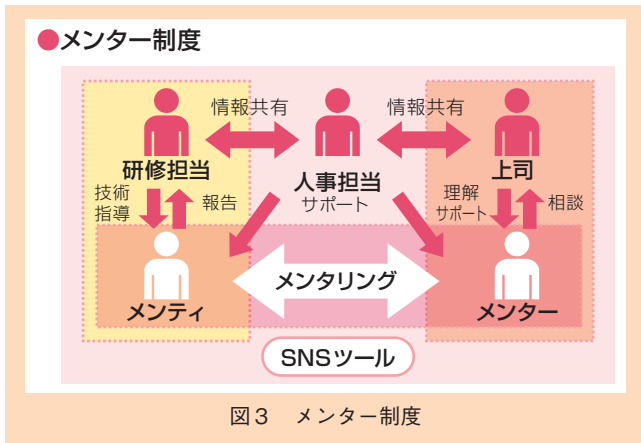 ●メンター制度
情報共有
情報共有
研修担当
人事担当
サポート
上司
技術
指導
報告
理解
サポート
相談
メンティ
メンタリング
メンター
SNSツール
図3 メンター制度